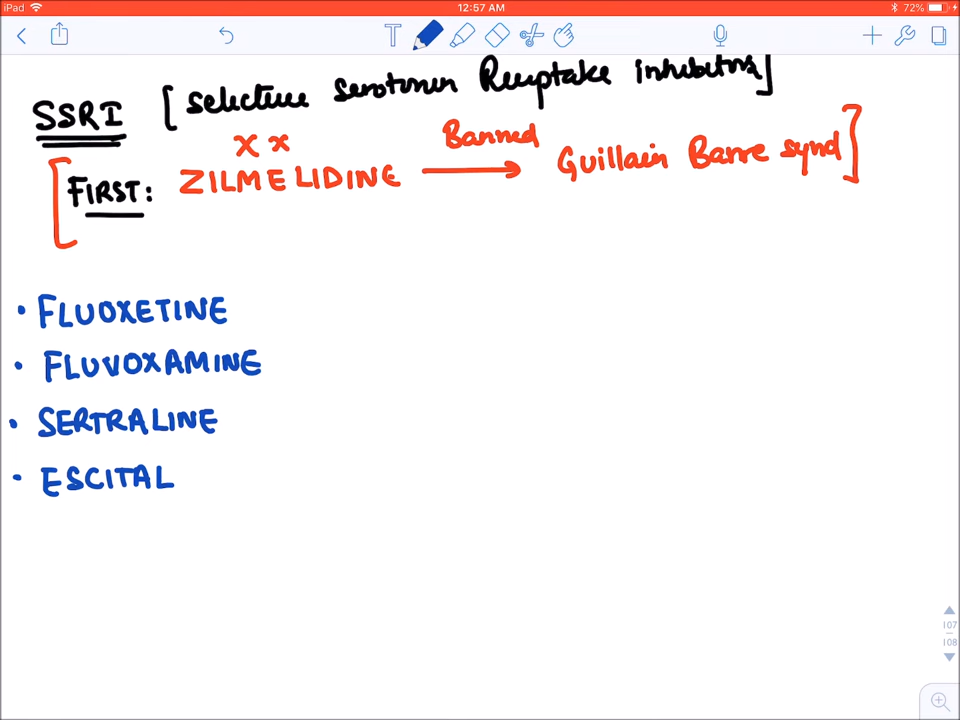 iPad 12:57 AM 72%
T
SSRI [Selective Serotonin Reuptake inhibitors]
x x Banned
[FIRST: ZILMELIDINE → Guillain Barre synd]
• FLUOXETINE
• FLUVOXAMINE
• SERTRALINE
• ESCITAL
107
108